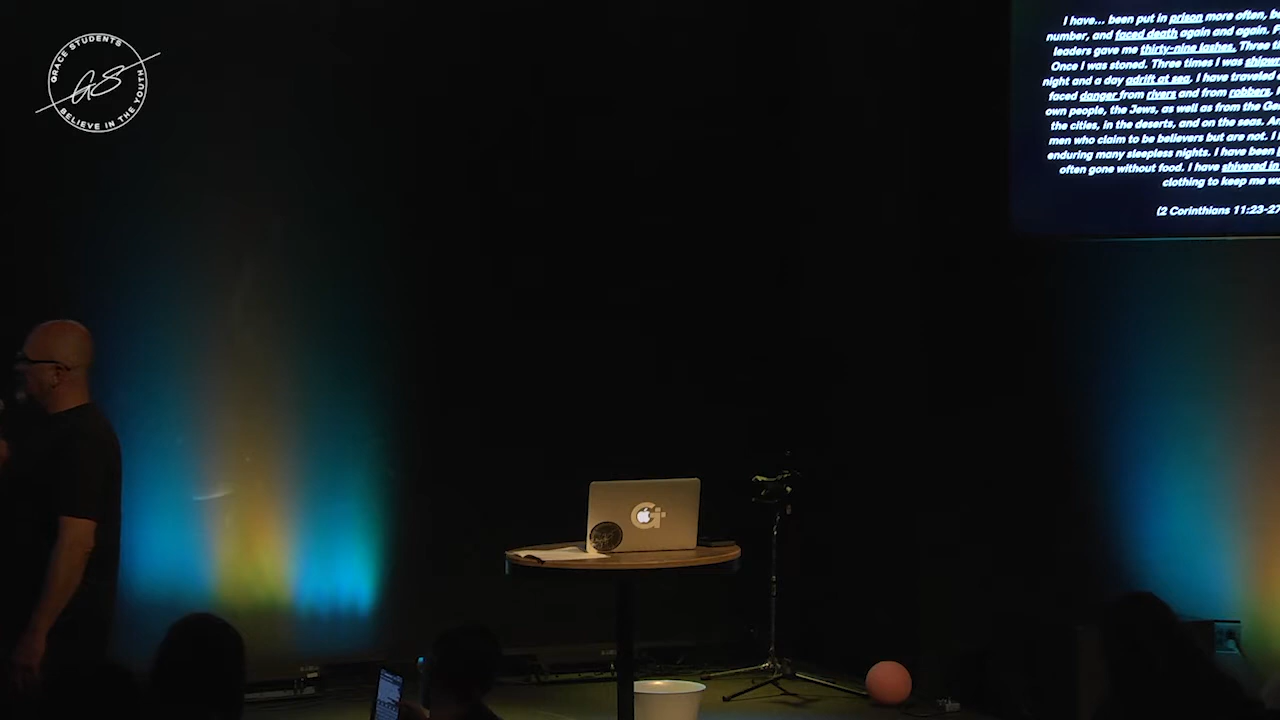 GRACE STUDENTS
GS
BELIEVE IN THE YOUTH
I have... been put in prison more often,
number, and faced death again and again.
leaders gave me thirty-nine lashes. Three
Once I was stoned. Three times I was
night and a day adrift at sea. I have traveled
faced danger from rivers and from robbers.
own people, the Jews, as well as from the
the cities, in the deserts, and on the seas.
men who claim to be believers but are not. I
enduring many sleepless nights. I have been
often gone without food. I have shivered in
clothing to keep me
(2 Corinthians 11:23-27